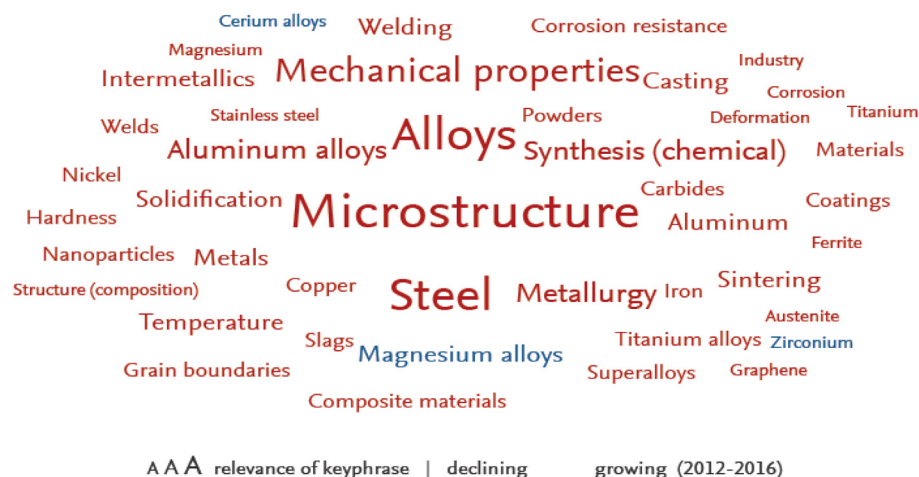 Cerium alloys
Welding
Corrosion resistance
Magnesium
Industry
Intermetallics
Mechanical properties
Casting
Corrosion
Stainless steel
Powders
Deformation
Titanium
Welds
Alloys
Aluminum alloys
Synthesis (chemical)
Materials
Nickel
Solidification
Carbides
Coatings
Hardness
Microstructure
Aluminum
Ferrite
Nanoparticles
Metals
Structure (composition)
Copper
Steel
Metallurgy
Iron
Sintering
Temperature
Austenite
Slags
Titanium alloys
Zirconium
Magnesium alloys
Grain boundaries
Superalloys
Graphene
Composite materials
A A A relevance of keyphrase | declining growing (2012-2016)